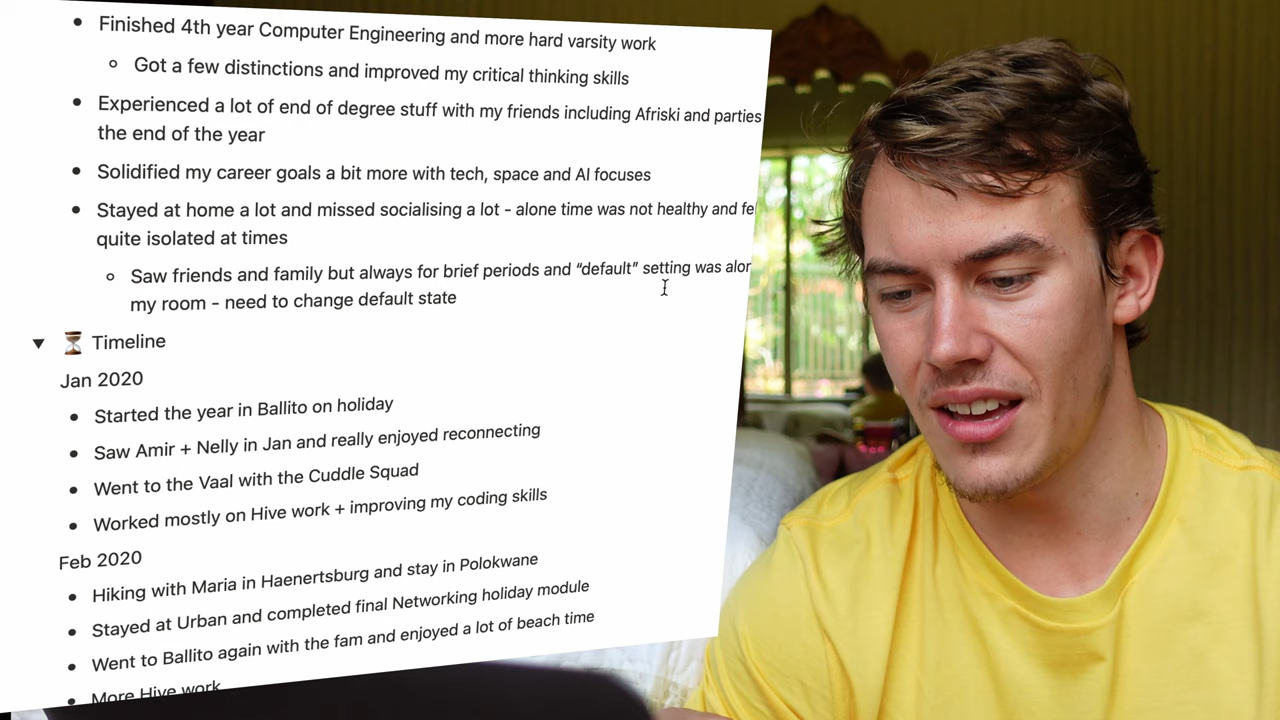 Finished 4th year Computer Engineering and more hard varsity work
Got a few distinctions and improved my critical thinking skills
Experienced a lot of end of degree stuff with my friends including Afriski and parties
the end of the year
Solidified my career goals a bit more with tech, space and AI focuses
Stayed at home a lot and missed socialising a lot - alone time was not healthy and
quite isolated at times
Saw friends and family but always for brief periods and “default” setting was
my room - need to change default state
Timeline
Jan 2020
Started the year in Ballito on holiday
Saw Amir + Nelly in Jan and really enjoyed reconnecting
Went to the Vaal with the Cuddle Squad
Worked mostly on Hive work + improving my coding skills
Feb 2020
Hiking with Maria in Haenertsburg and stay in Polokwane
Stayed at Urban and completed final Networking holiday module
Went to Ballito again with the fam and enjoyed a lot of beach time
More Hive work